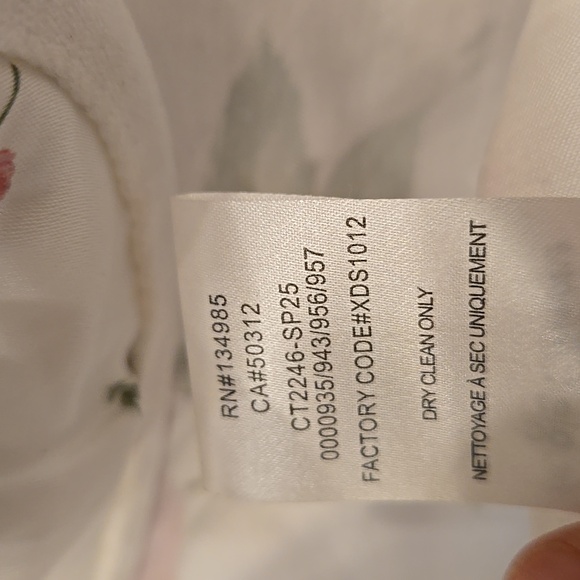 RN#134985
CA#50312
CT2246-SP25
0000935/943/956/957
FACTORY CODE#XDS1012
DRY CLEAN ONLY
NETTOYAGE À SEC UNIQUEMENT